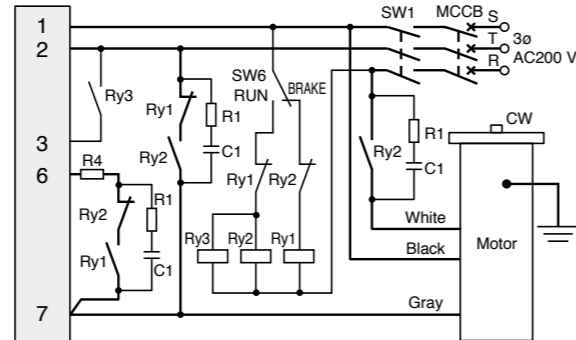 SW1 MCCB S
1
T 3ø
2
R AC200 V
SW6
RUN BRAKE
Ry3 Ry1 R1 R1 CW
Ry2 C1 Ry2 C1
3
R4
6
Ry1 Ry2
Ry2 R1
White
Ry1 C1 Ry3 Ry2 Ry1 Black Motor
7 Gray